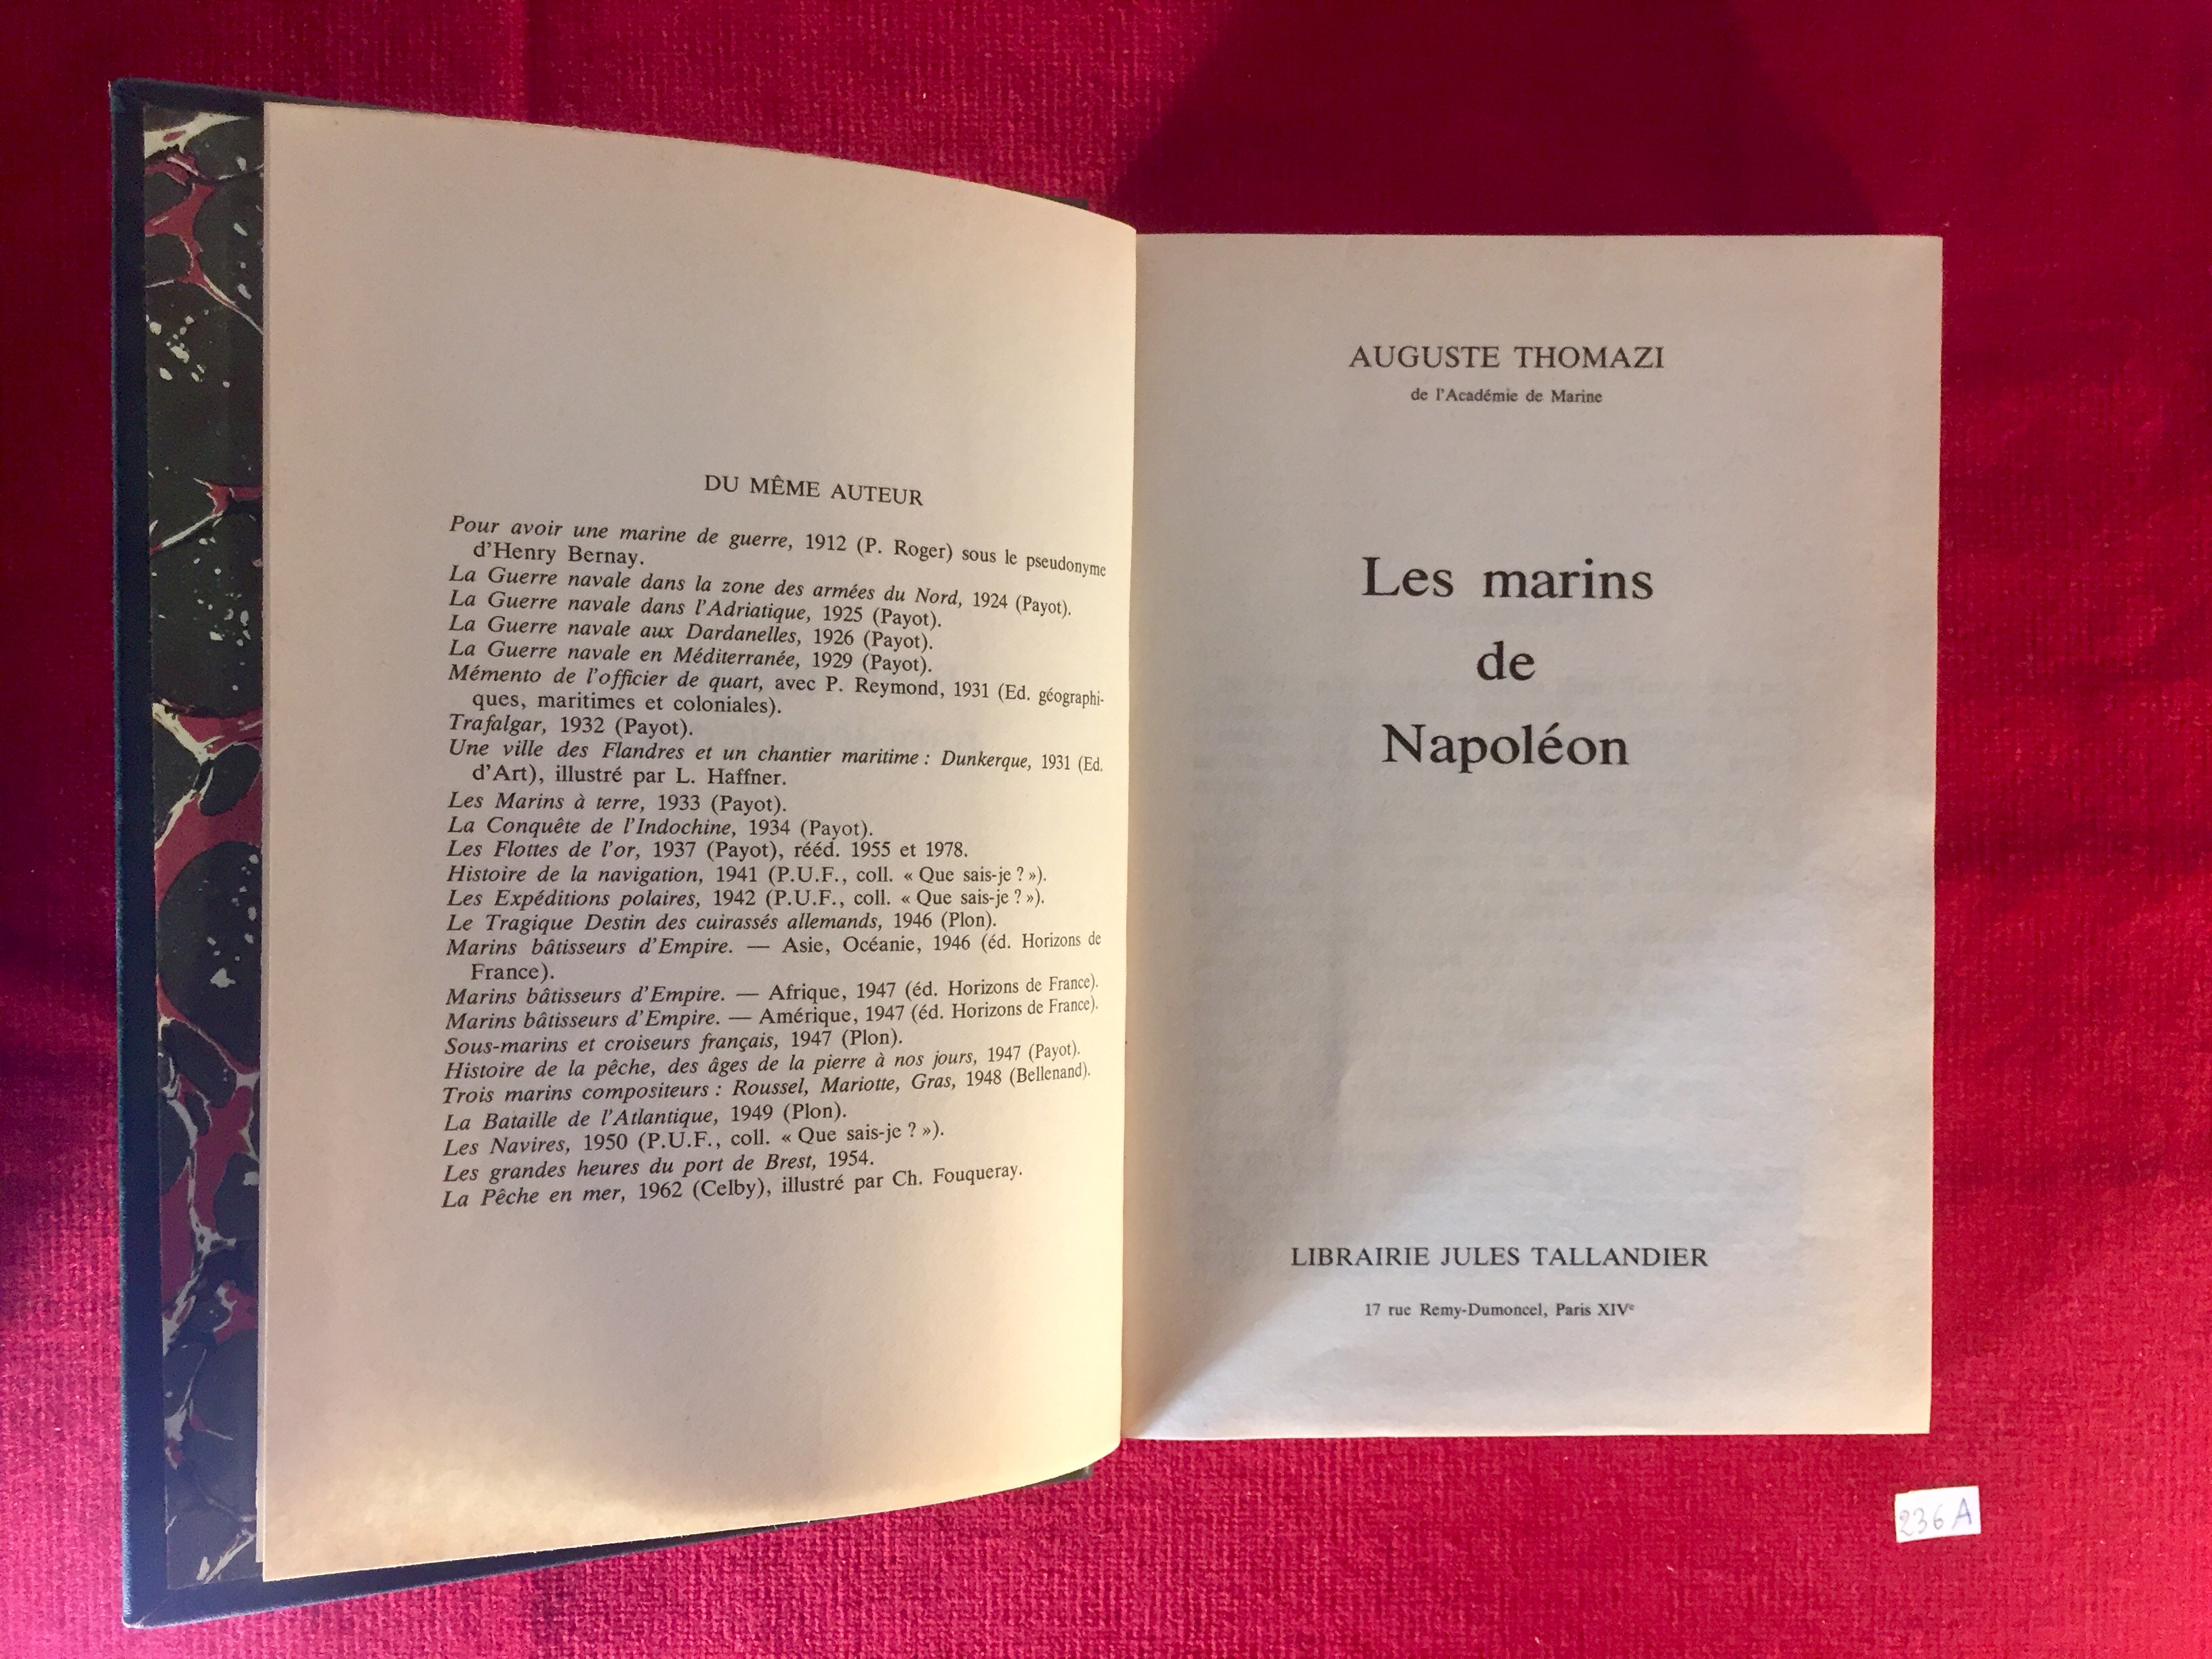 DU MÊME AUTEUR
Pour avoir une marine de guerre, 1912 (P. Roger) sous le pseudonyme
d'Henry Bernay.
La Guerre navale dans la zone des armées du Nord, 1924 (Payot).
La Guerre navale dans l'Adriatique, 1925 (Payot).
La Guerre navale aux Dardanelles, 1926 (Payot).
La Guerre navale en Méditerranée, 1929 (Payot).
Mémento de l'officier de quart, avec P. Reymond, 1931 (Ed. géographi-
ques, maritimes et coloniales).
Trafalgar, 1932 (Payot).
Une ville des Flandres et un chantier maritime : Dunkerque, 1931 (Ed.
d'Art), illustré par L. Haffner.
Les Marins à terre, 1933 (Payot).
La Conquête de l'Indochine, 1934 (Payot).
Les Flottes de l'or, 1937 (Payot), rééd. 1955 et 1978.
Histoire de la navigation, 1941 (P.U.F., coll. « Que sais-je ? »).
Les Expéditions polaires, 1942 (P.U.F., coll. « Que sais-je ? »).
Le Tragique Destin des cuirassés allemands, 1946 (Plon).
Marins bâtisseurs d'Empire. — Asie, Océanie, 1946 (éd. Horizons de
France).
Marins bâtisseurs d'Empire. — Afrique, 1947 (éd. Horizons de France).
Marins bâtisseurs d'Empire. — Amérique, 1947 (éd. Horizons de France).
Sous-marins et croiseurs français, 1947 (Plon).
Histoire de la pêche, des âges de la pierre à nos jours, 1947 (Payot).
Trois marins compositeurs : Roussel, Mariotte, Gras, 1948 (Bellenand).
La Bataille de l'Atlantique, 1949 (Plon).
Les Navires, 1950 (P.U.F., coll. « Que sais-je ? »).
Les grandes heures du port de Brest, 1954.
La Pêche en mer, 1962 (Celby), illustré par Ch. Fouqueray.
AUGUSTE THOMAZI
de l'Académie de Marine
Les marins
de
Napoléon
LIBRAIRIE JULES TALLANDIER
17 rue Remy-Dumoncel, Paris XIVe
236 A